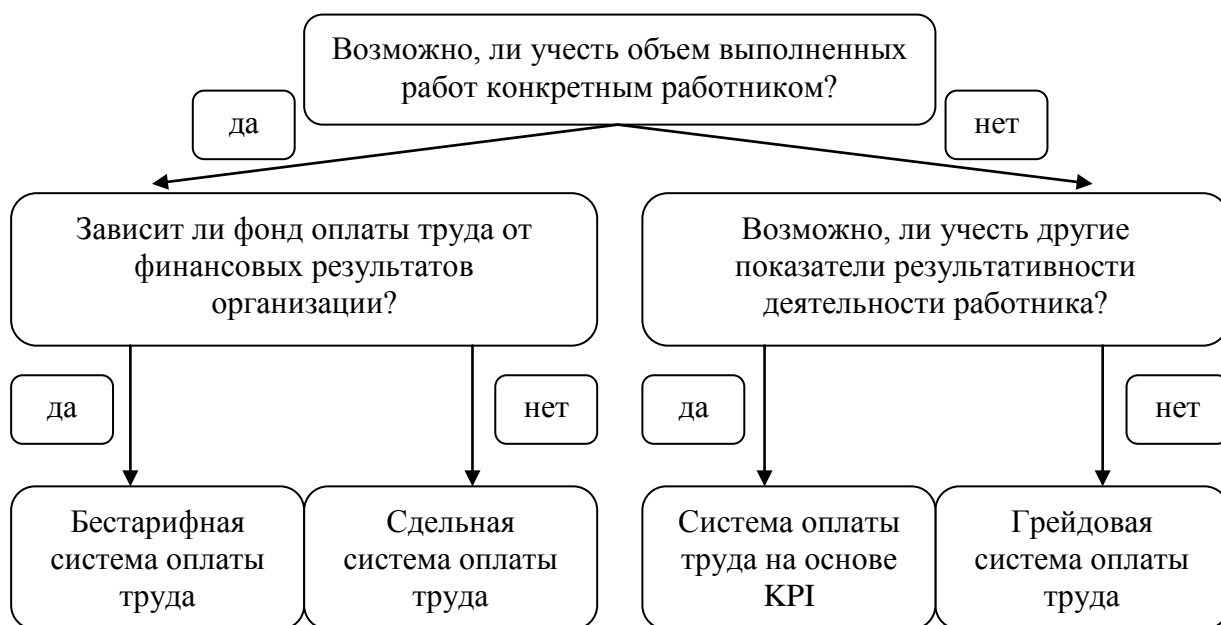 Возможно, ли учесть объем выполненных
работ конкретным работником?
да
нет
Зависит ли фонд оплаты труда от
финансовых результатов
организации?
Возможно, ли учесть другие
показатели результативности
деятельности работника?
да
нет
да
нет
Бестарифная
система оплаты
труда
Сдельная
система оплаты
труда
Система оплаты
труда на основе
KPI
Грейдовая
система оплаты
труда